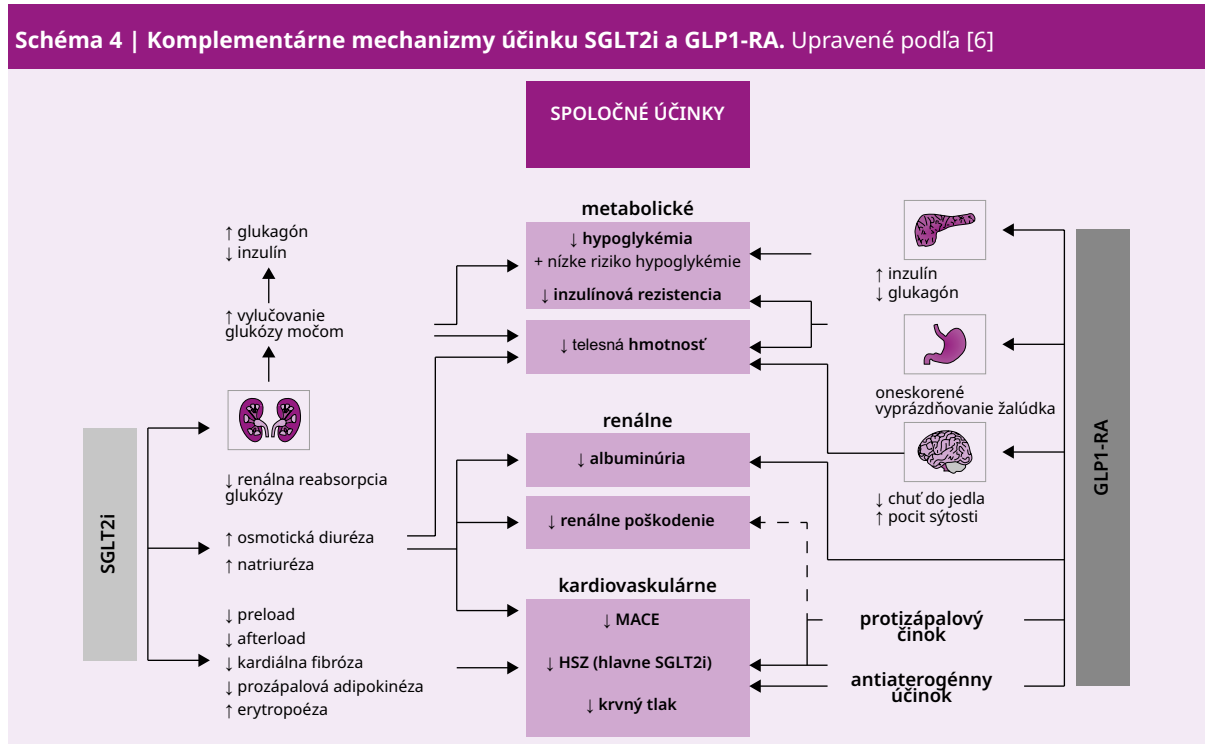 Schéma 4 | Komplementárne mechanizmy účinku SGLT2i a GLP1-RA. Upravené podľa [6]
SPOLOČNÉ ÚČINKY
SGLT2i
↑ glukagón
↓ inzulín
↑ vylučovanie
glukózy močom
↓ renálna reabsorpcia
glukózy
↑ osmotická diuréza
↑ natriuréza
↓ preload
↓ afterload
↓ kardiálna fibróza
↓ prozápalová adipokinéza
↑ erytropoéza
metabolické
↓ hypoglykémia
+ nízke riziko hypoglykémie
↓ inzulínová rezistencia
↓ telesná hmotnosť
renálne
↓ albuminúria
↓ renálne poškodenie
kardiovaskulárne
↓ MACE
↓ HSZ (hlavne SGLT2i)
↓ krvný tlak
↑ inzulín
↓ glukagón
oneskorené
vyprázdňovanie žalúdka
↓ chuť do jedla
↑ pocit sýtosti
protizápalový
činok
antiaterogénny
účinok
GLP1-RA